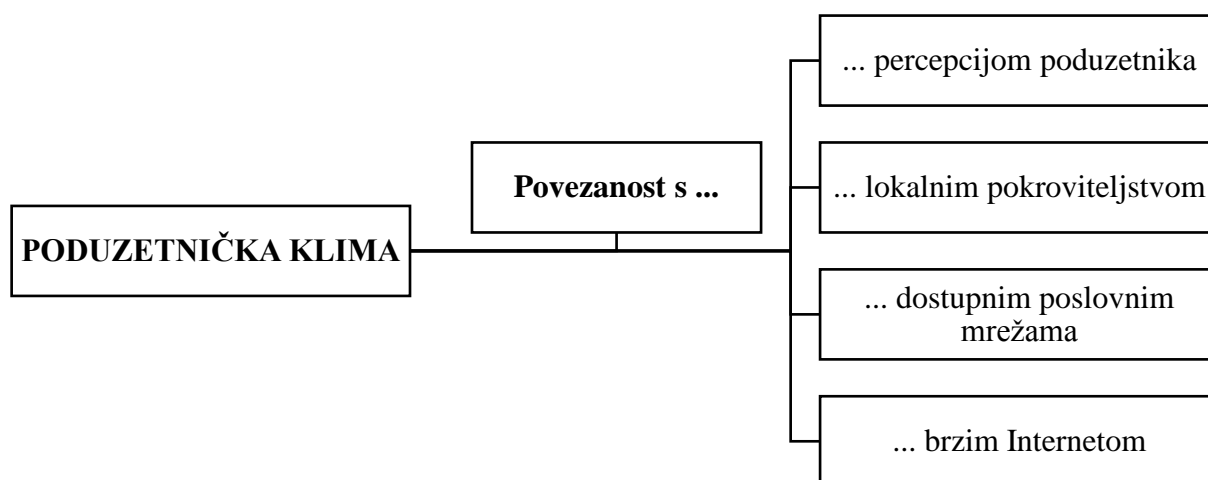 PODUZETNIČKA KLIMA
Povezanost s ...
... percepcijom poduzetnika
... lokalnim pokroviteljstvom
... dostupnim poslovnim
mrežama
... brzim Internetom